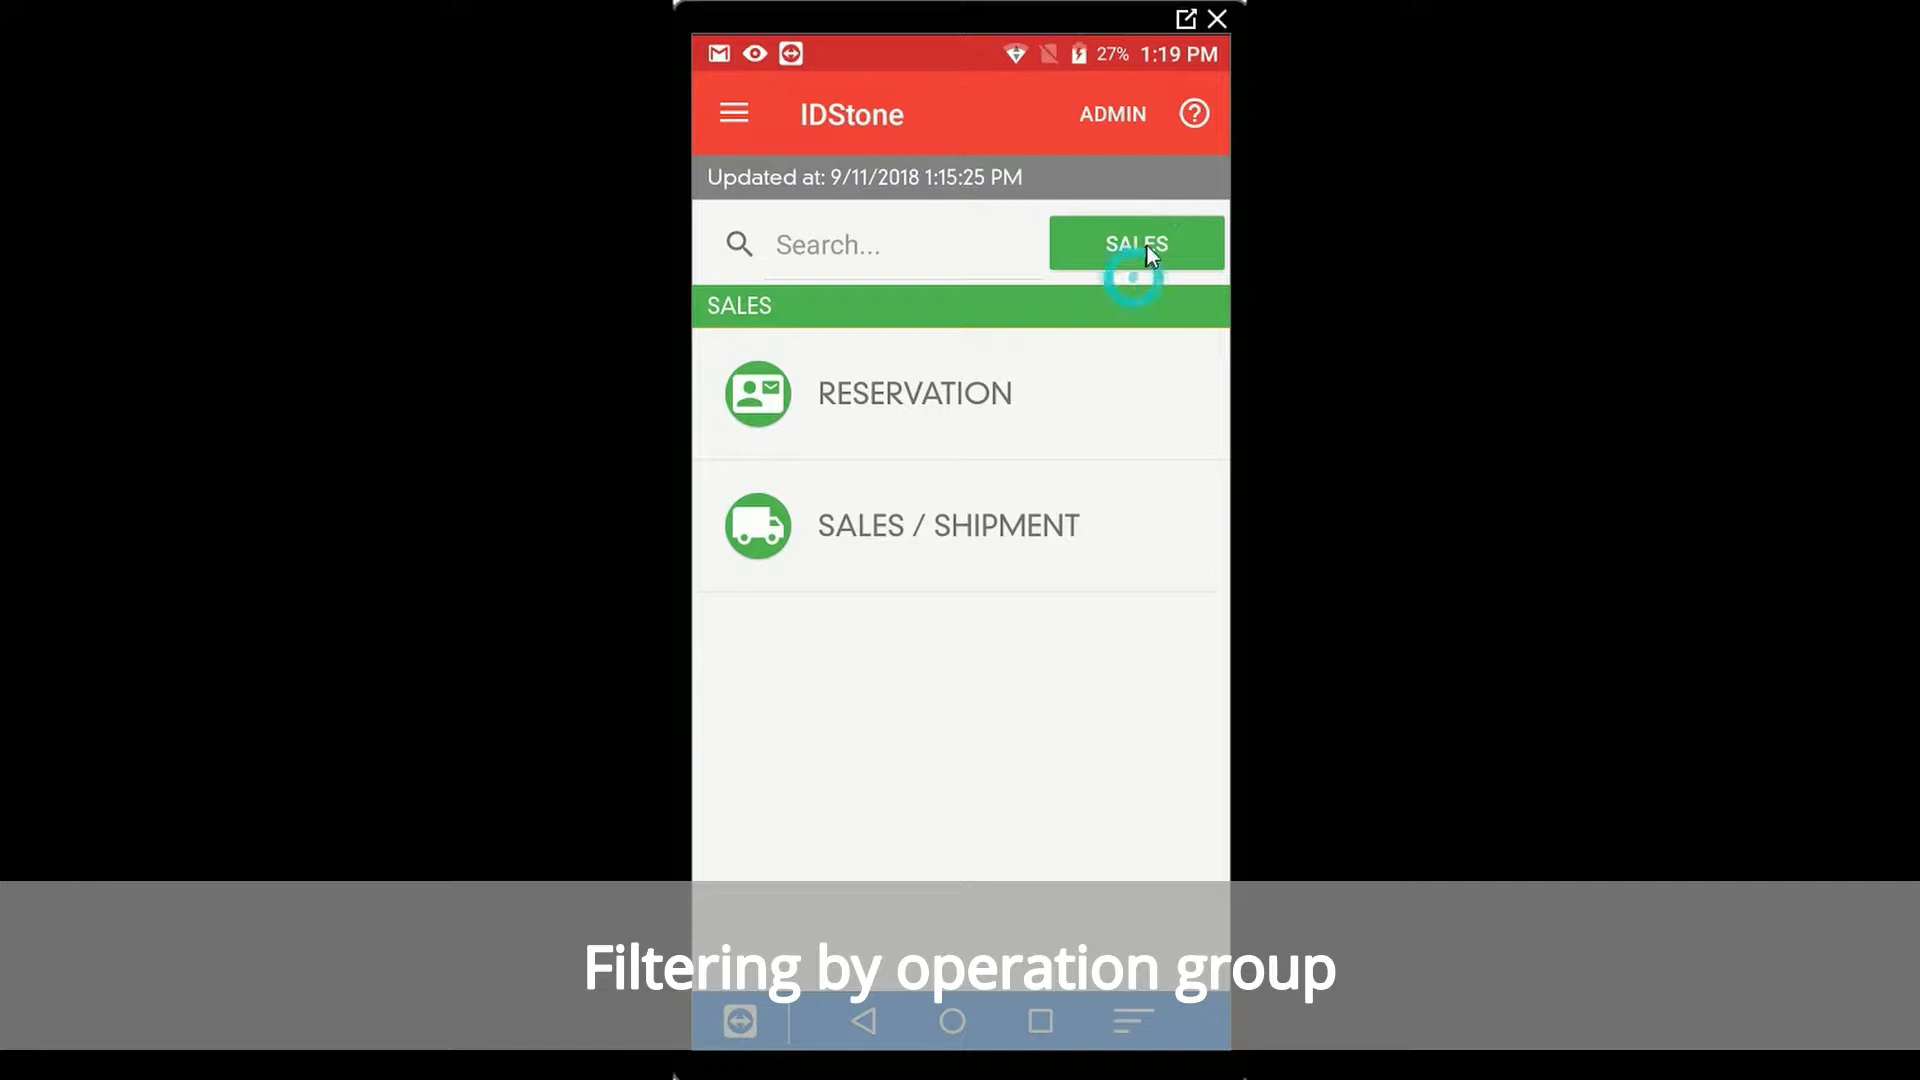 27% 1:19 PM
IDStone ADMIN
Updated at: 9/11/2018 1:15:25 PM
Search... SALES
SALES
RESERVATION
SALES / SHIPMENT
Filtering by operation group